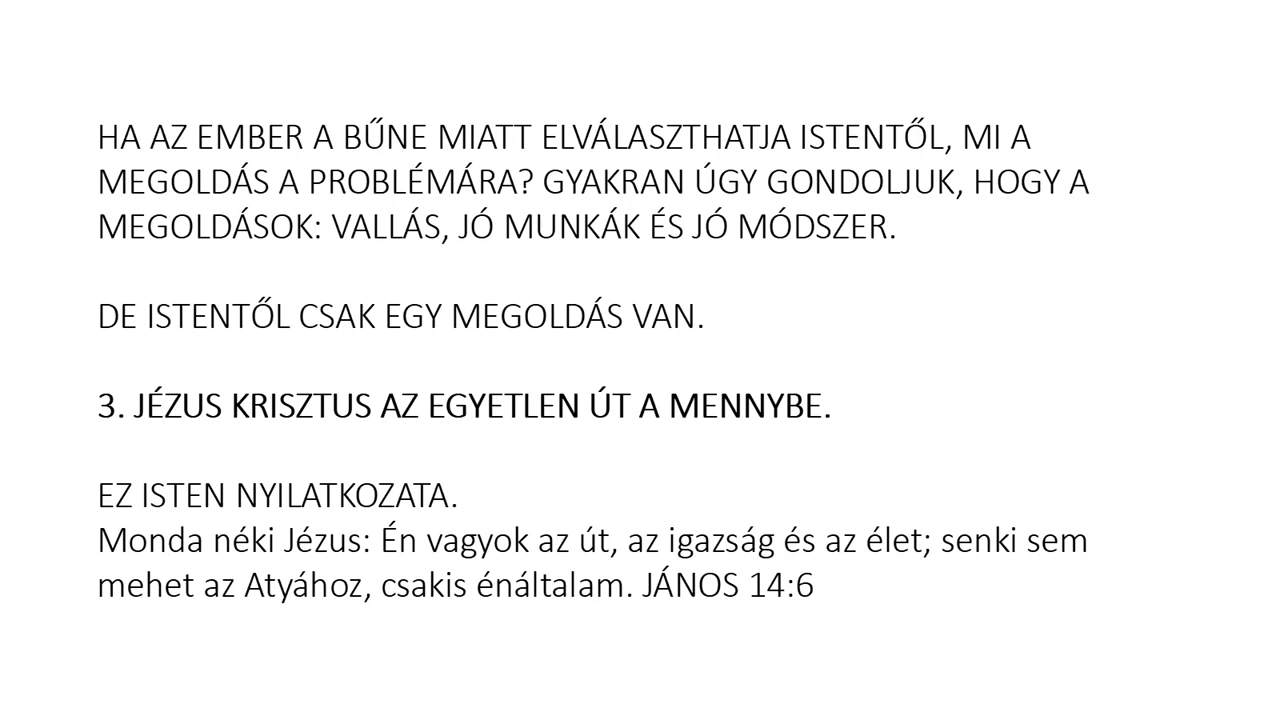 HA AZ EMBER A BŰNE MIATT ELVÁLASZTHATJA ISTENTŐL, MI A
MEGOLDÁS A PROBLÉMÁRA? GYAKRAN ÚGY GONDOLJUK, HOGY A
MEGOLDÁSOK: VALLÁS, JÓ MUNKÁK ÉS JÓ MÓDSZER.
DE ISTENTŐL CSAK EGY MEGOLDÁS VAN.
3. JÉZUS KRISZTUS AZ EGYETLEN ÚT A MENNYBE.
EZ ISTEN NYILATKOZATA.
Monda néki Jézus: Én vagyok az út, az igazság és az élet; senki sem
mehet az Atyához, csakis énáltalam. JÁNOS 14:6